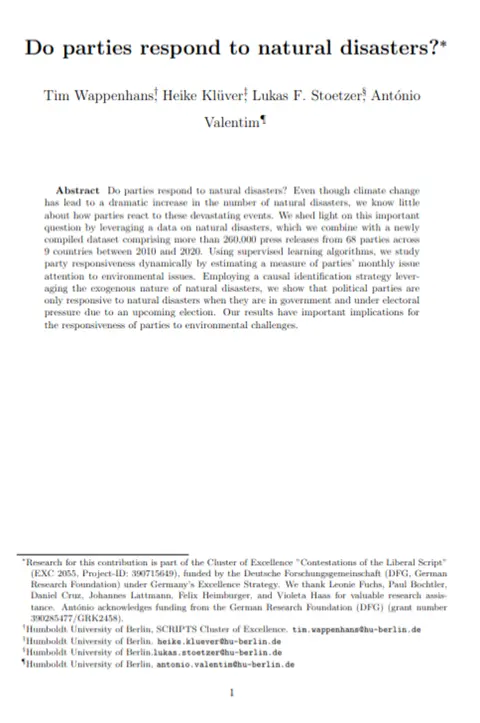 Do parties respond to natural disasters?*
Tim Wappenhans,† Heike Klüver,‡ Lukas F. Stoetzer,§ António
Valentim¶
Abstract Do parties respond to natural disasters? Even though climate change
has lead to a dramatic increase in the number of natural disasters, we know little
about how parties react to these devastating events. We shed light on this important
question by leveraging a data on natural disasters, which we combine with a newly
compiled dataset comprising more than 260,000 press releases from 68 parties across
9 countries between 2010 and 2020. Using supervised learning algorithms, we study
party responsiveness dynamically by estimating a measure of parties' monthly issue
attention to environmental issues. Employing a causal identification strategy lever-
aging the exogenous nature of natural disasters, we show that political parties are
only responsive to natural disasters when they are in government and under electoral
pressure due to an upcoming election. Our results have important implications for
the responsiveness of parties to environmental challenges.
*Research for this contribution is part of the Cluster of Excellence "Contestations of the Liberal Script"
(EXC 2055, Project-ID: 390715649), funded by the Deutsche Forschungsgemeinschaft (DFG, German
Research Foundation) under Germany's Excellence Strategy. We thank Leonie Fuchs, Paul Bochtler,
Daniel Cruz, Johannes Lattmann, Felix Heimburger, and Violeta Haas for valuable research assis-
tance. António acknowledges funding from the German Research Foundation (DFG) (grant number
390285477/GRK2458).
†Humboldt University of Berlin, SCRIPTS Cluster of Excellence. tim.wappenhans@hu-berlin.de
‡Humboldt University of Berlin. heike.kluever@hu-berlin.de
§Humboldt University of Berlin.lukas.stoetzer@hu-berlin.de
¶Humboldt University of Berlin, antonio.valentim@hu-berlin.de
1